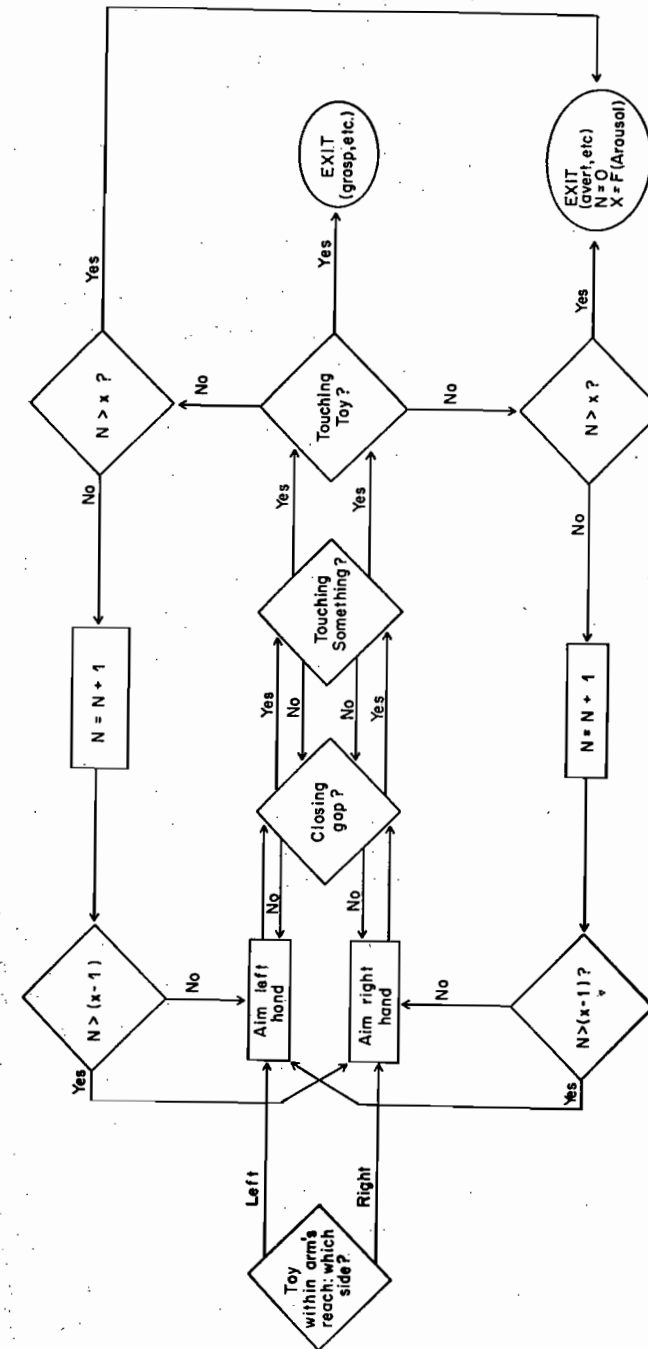 Toy
within arm's
reach: which
side?
Left
Right
Yes
N > (x-1)
No
N = N + 1
No
N > x ?
Yes
Aim left
hand
No
Closing
gap ?
Yes
No
Touching
Something?
Yes
No
Touching
Toy ?
Yes
EXIT
(grasp, etc.)
Aim right
hand
No
No
Yes
Yes
No
Yes
N>(x-1)?
No
N = N + 1
No
N > x ?
Yes
EXIT
(avert, etc)
N = O
X = F(Arousal)